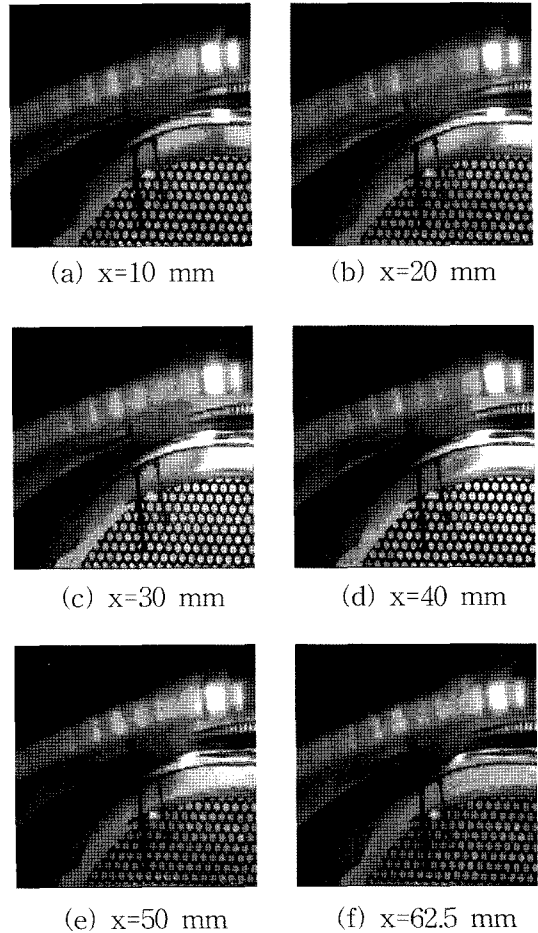 (a) x=10 mm
(b) x=20 mm
(c) x=30 mm
(d) x=40 mm
(e) x=50 mm
(f) x=62.5 mm